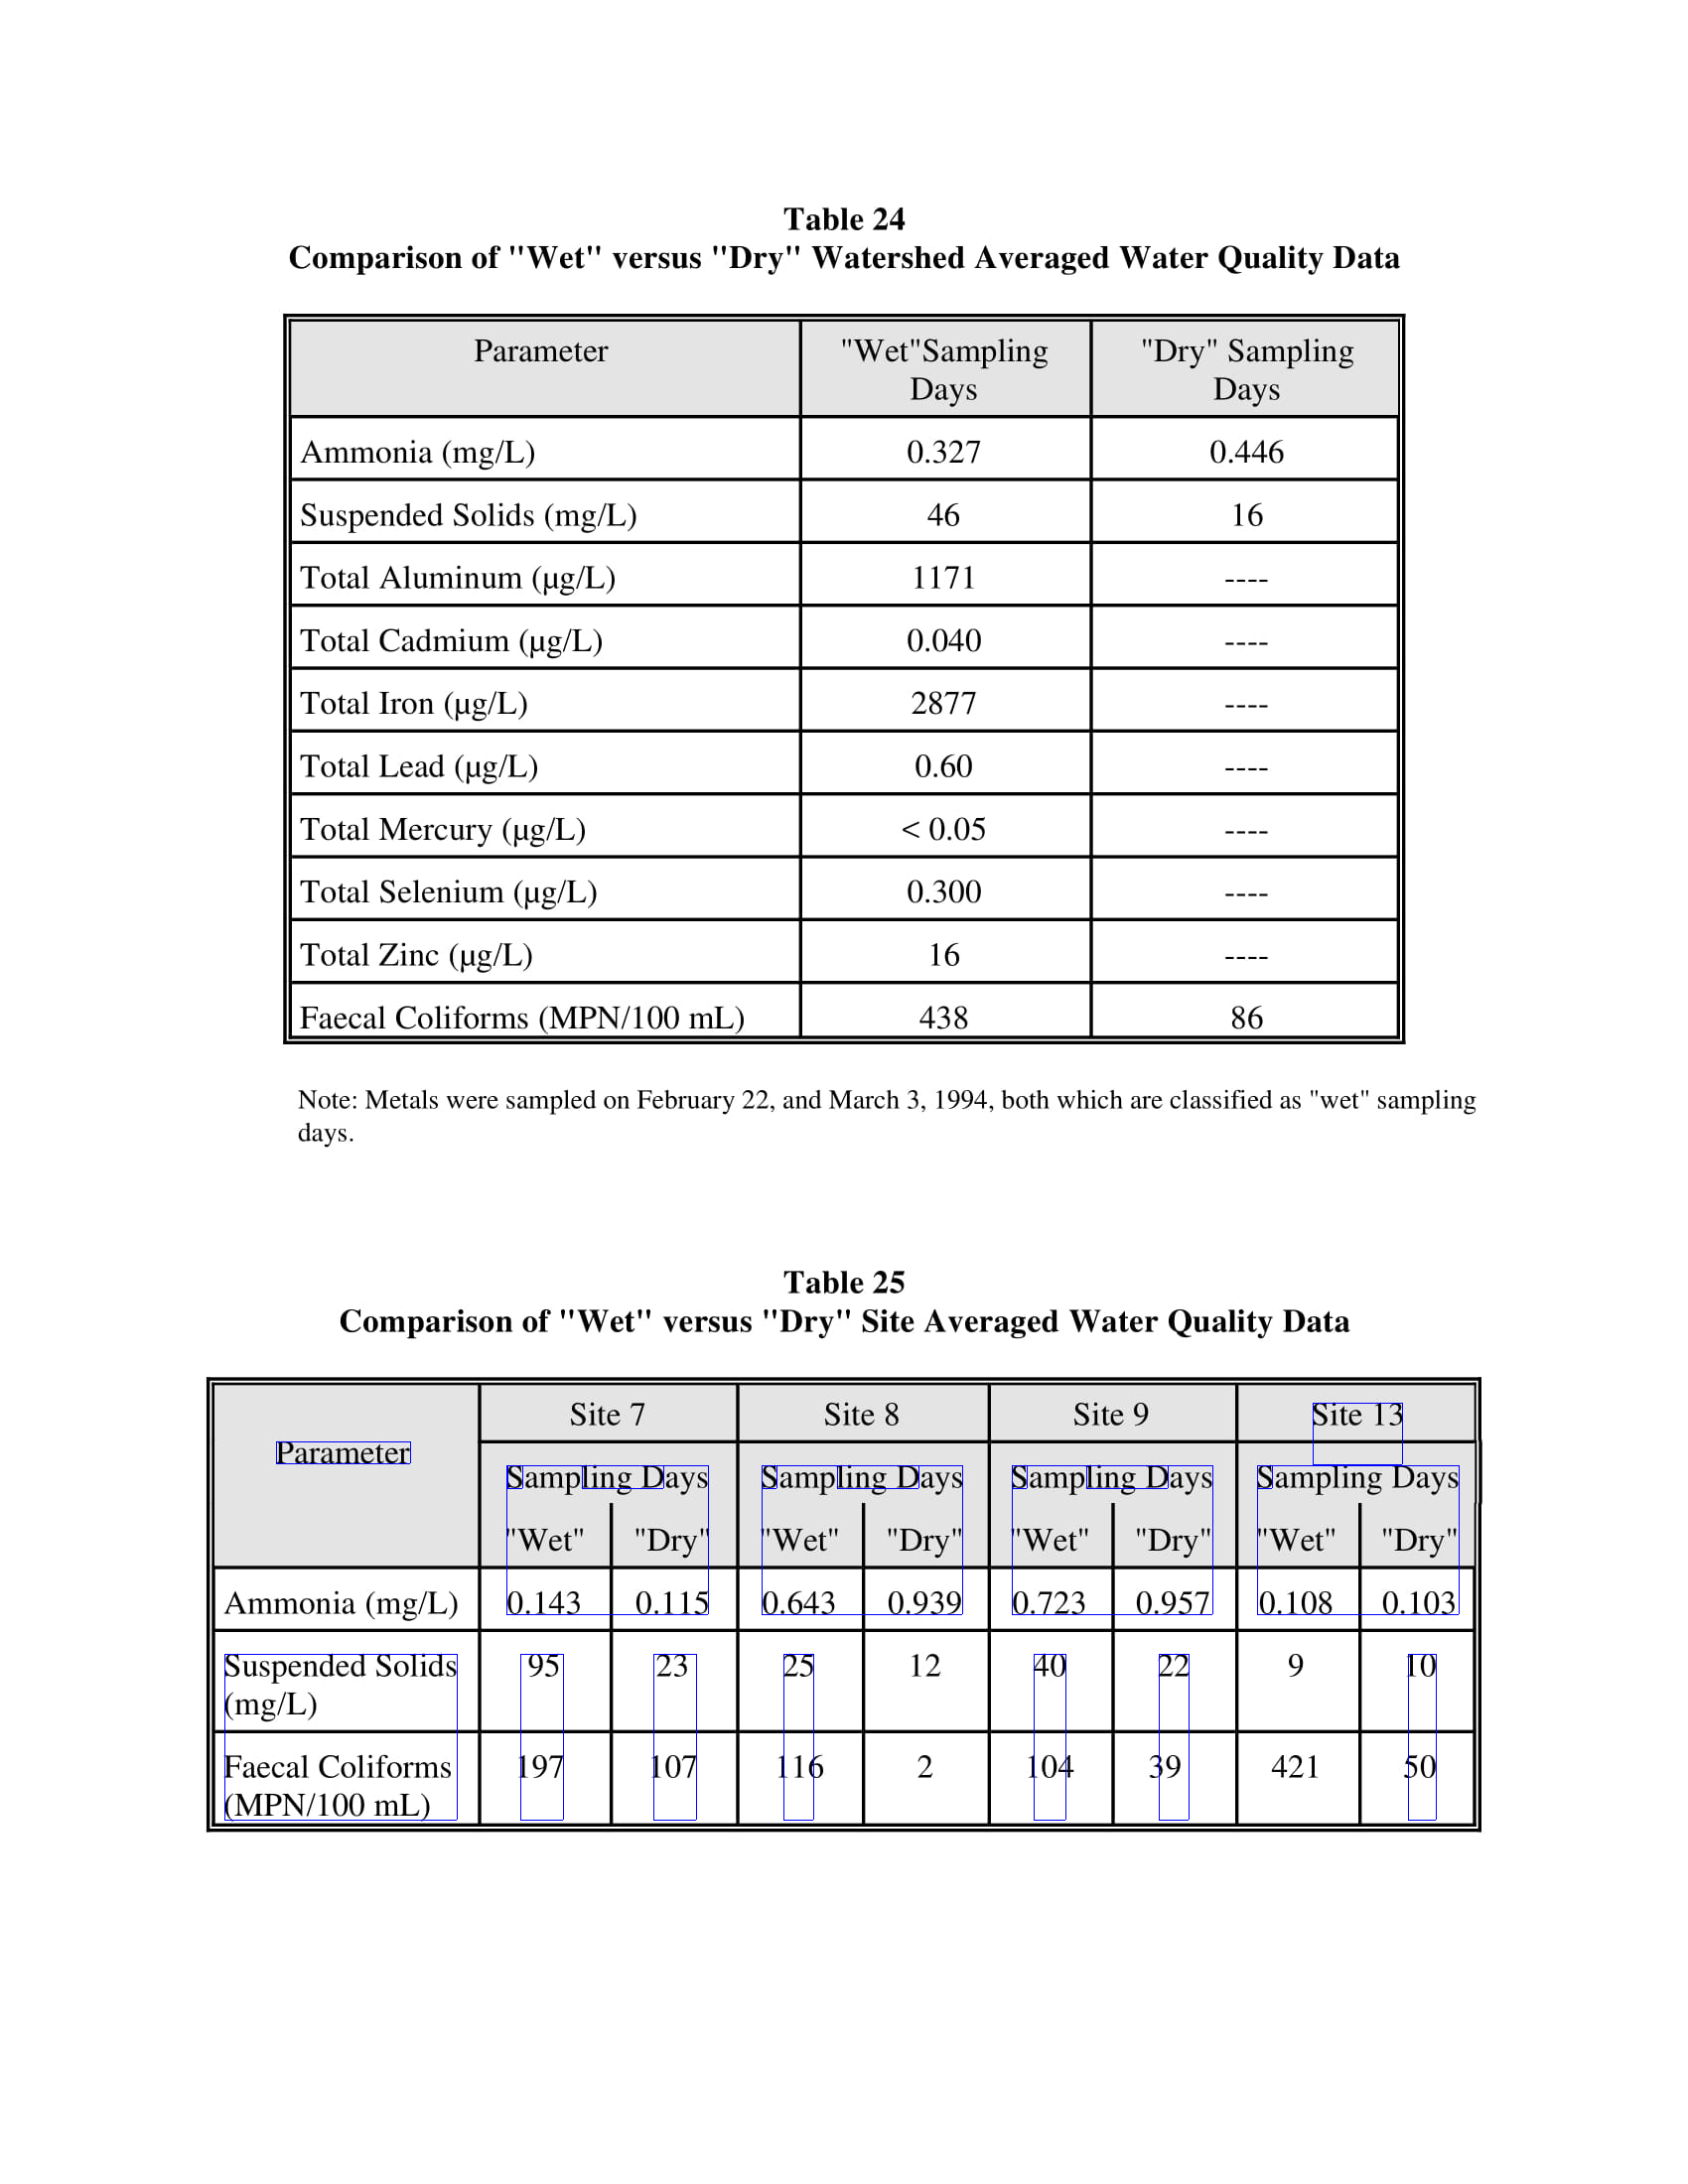 Table 24
Comparison of "Wet" versus "Dry" Watershed Averaged Water Quality Data
Parameter "Wet"Sampling Days "Dry" Sampling Days
Ammonia (mg/L) 0.327 0.446
Suspended Solids (mg/L) 46 16
Total Aluminum (µg/L) 1171 ----
Total Cadmium (µg/L) 0.040 ----
Total Iron (µg/L) 2877 ----
Total Lead (µg/L) 0.60 ----
Total Mercury (µg/L) < 0.05 ----
Total Selenium (µg/L) 0.300 ----
Total Zinc (µg/L) 16 ----
Faecal Coliforms (MPN/100 mL) 438 86
Note: Metals were sampled on February 22, and March 3, 1994, both which are classified as "wet" sampling
days.
Table 25
Comparison of "Wet" versus "Dry" Site Averaged Water Quality Data
Site 7 Site 8 Site 9 Site 13
Parameter
Sampling Days Sampling Days Sampling Days Sampling Days
"Wet" "Dry" "Wet" "Dry" "Wet" "Dry" "Wet" "Dry"
Ammonia (mg/L) 0.143 0.115 0.643 0.939 0.723 0.957 0.108 0.103
Suspended Solids 95 23 25 12 40 22 9 10
(mg/L)
Faecal Coliforms 197 107 116 2 104 39 421 50
(MPN/100 mL)